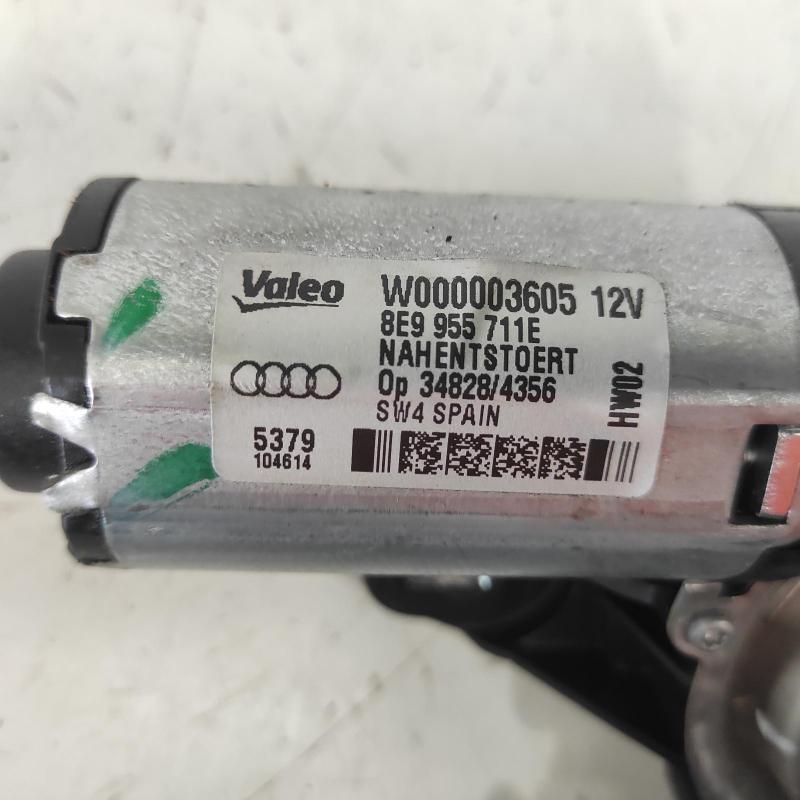 Valeo W000003605 12V
8E9 955 711E
NAHENTSTOERT
Op 34828/4356
SW4 SPAIN
HW02
5379
104614